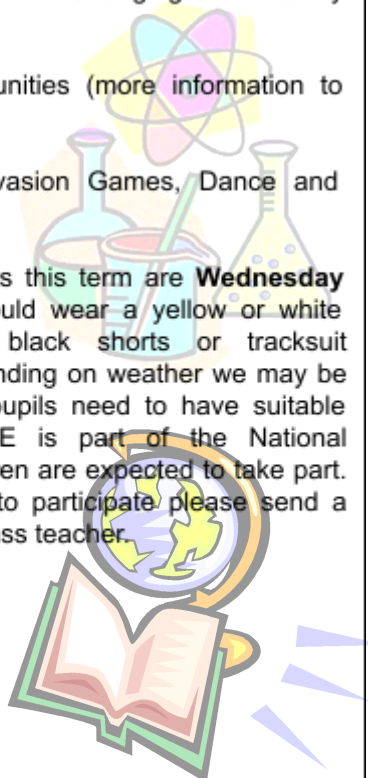 unities (more information to
vasion Games, Dance and
s this term are Wednesday
uld wear a yellow or white
black shorts or tracksuit
nding on weather we may be
pupils need to have suitable
E is part of the National
en are expected to take part.
to participate please send a
ss teacher.